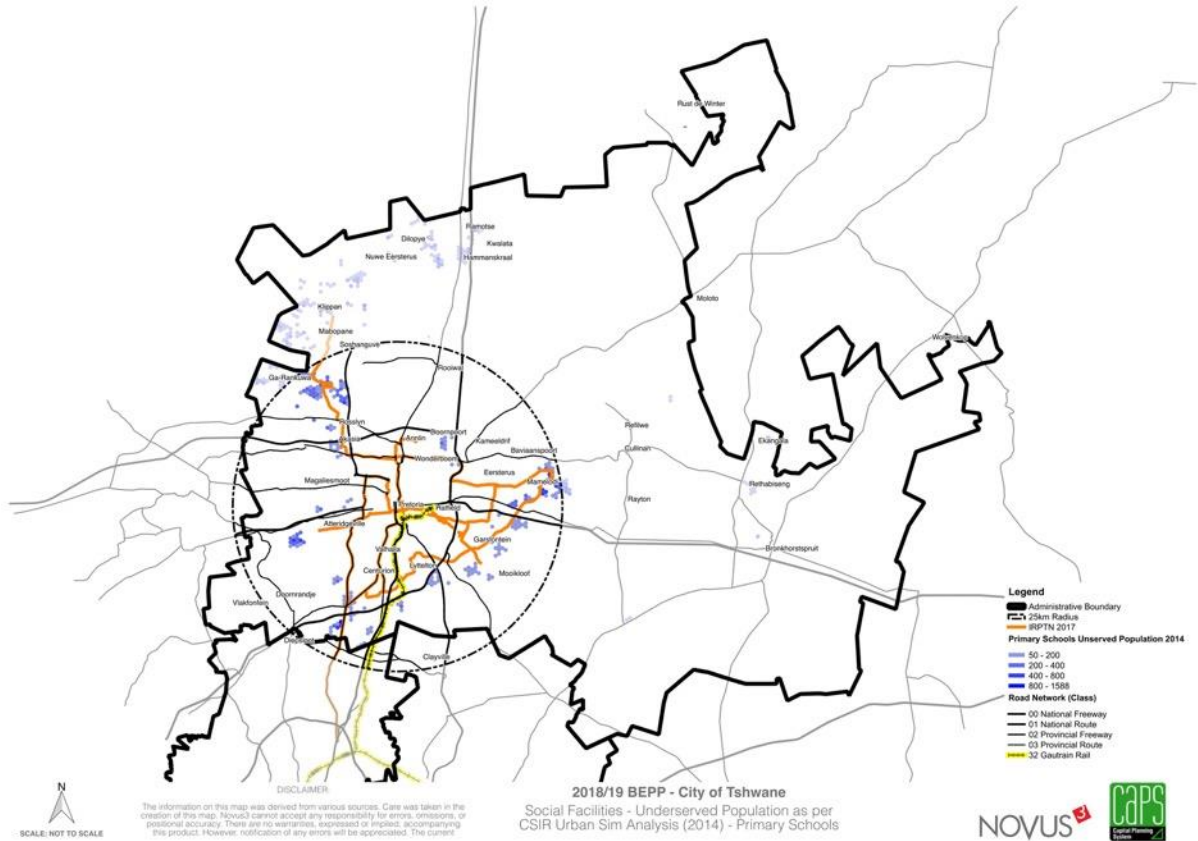 Rust de Winter
Ramotse
Dilopye
Kwalata
Nuwe Eersterus
Hammanskraal
Moloto
Klippan
Mabopane
Soshanguve
Wolvenkop
Rooiwal
Ga-Rankuwa
Rosslyn
Refilwe
Akasia
Annlin
Doornpoort
Kameeldrif
Ekangala
Cullinan
Wonderboom
Baviaanspoort
Eersterus
Magaliesmoot
Mamelodi
Rethabiseng
Rayton
Pretoria
Hatfield
Atteridgeville
Garsfontein
Valhalla
Bronkhorstspruit
Centurion
Lyttelton
Mooikloof
Doornrandje
Vlakfontein
Diepsloot
Clayville
Legend
Administrative Boundary
25km Radius
IRPTN 2017
Primary Schools Unserved Population 2014
50 - 200
200 - 400
400 - 800
800 - 1588
Road Network (Class)
00 National Freeway
01 National Route
02 Provincial Freeway
03 Provincial Route
32 Gautrain Rail
N
SCALE: NOT TO SCALE
DISCLAIMER:
The information on this map was derived from various sources. Care was taken in the
creation of this map. Novus3 cannot accept any responsibility for errors, omissions, or
positional accuracy. There are no warranties, expressed or implied, accompanying
this product. However, notification of any errors will be appreciated. The current
2018/19 BEPP - City of Tshwane
Social Facilities - Underserved Population as per
CSIR Urban Sim Analysis (2014) - Primary Schools
NOVUS3
CaPS
Capital Planning
System